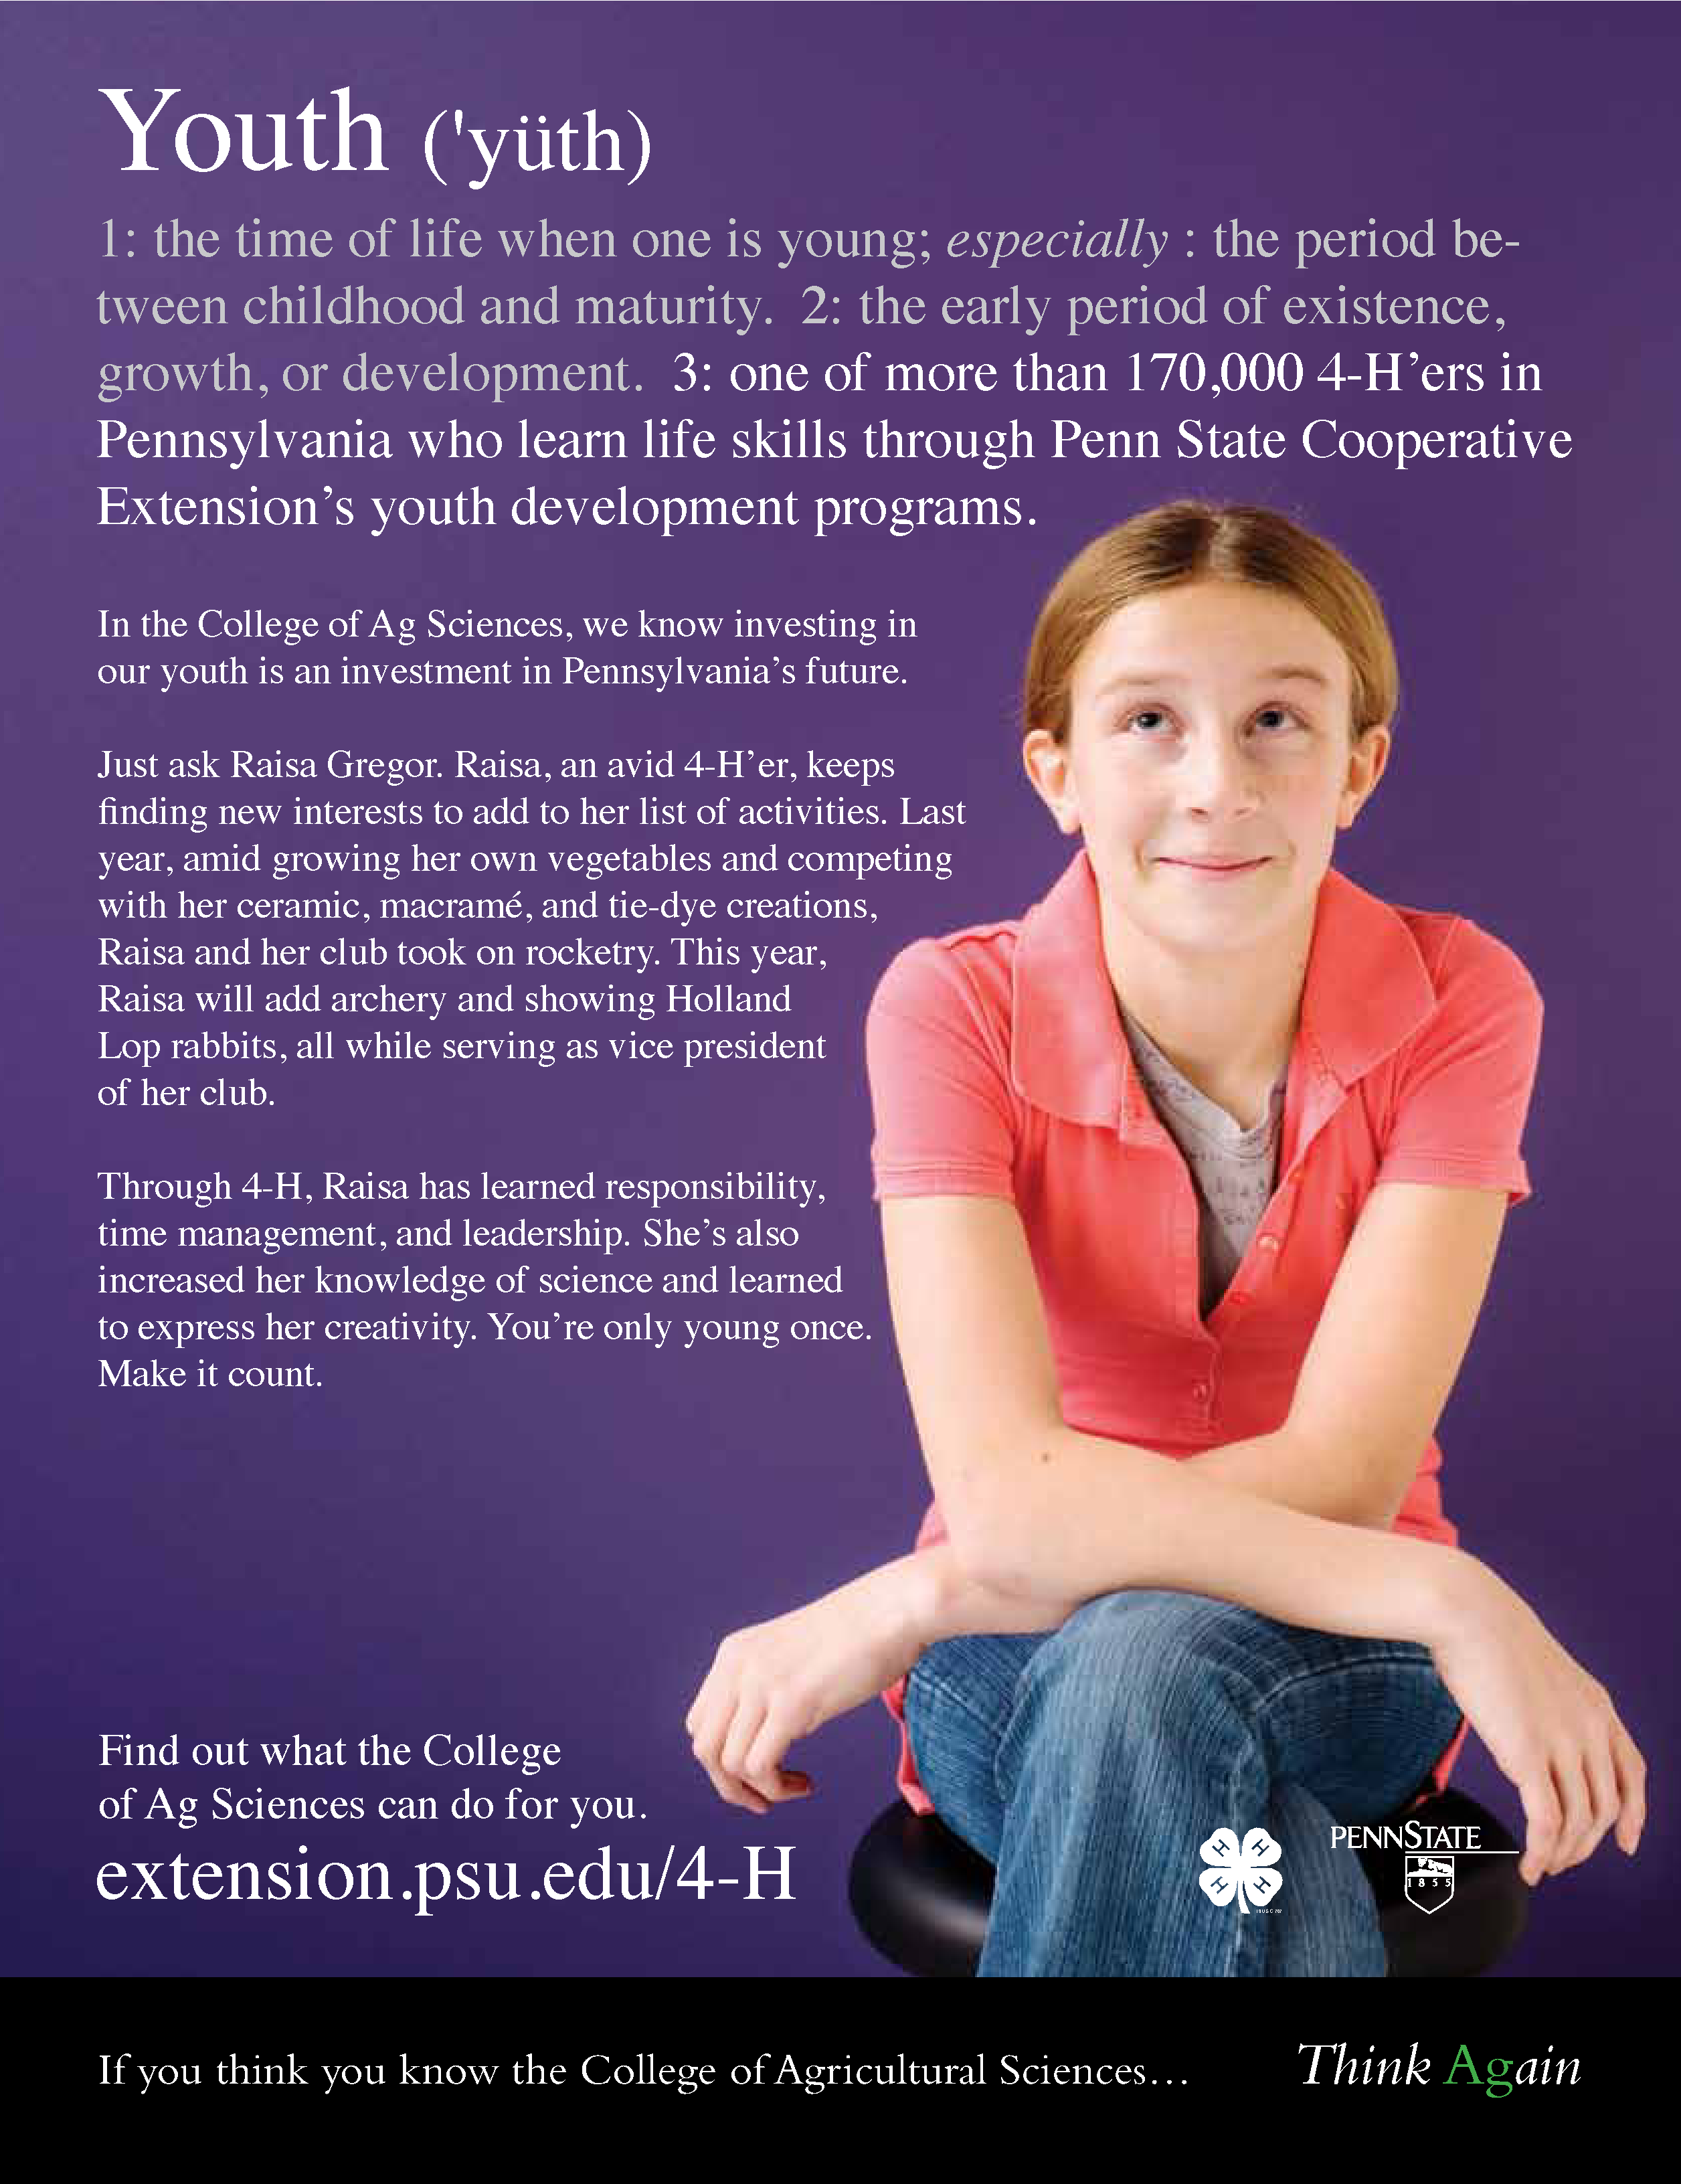 Youth ('yüth)
1: the time of life when one is young; especially : the period be-
tween childhood and maturity. 2: the early period of existence,
growth, or development. 3: one of more than 170,000 4-H’ers in
Pennsylvania who learn life skills through Penn State Cooperative
Extension’s youth development programs.
In the College of Ag Sciences, we know investing in
our youth is an investment in Pennsylvania’s future.
Just ask Raisa Gregor. Raisa, an avid 4-H’er, keeps
finding new interests to add to her list of activities. Last
year, amid growing her own vegetables and competing
with her ceramic, macramé, and tie-dye creations,
Raisa and her club took on rocketry. This year,
Raisa will add archery and showing Holland
Lop rabbits, all while serving as vice president
of her club.
Through 4-H, Raisa has learned responsibility,
time management, and leadership. She’s also
increased her knowledge of science and learned
to express her creativity. You’re only young once.
Make it count.
Find out what the College
of Ag Sciences can do for you.
extension.psu.edu/4-H
H H
H H
PENNSTATE
1855
If you think you know the College of Agricultural Sciences…
Think Again